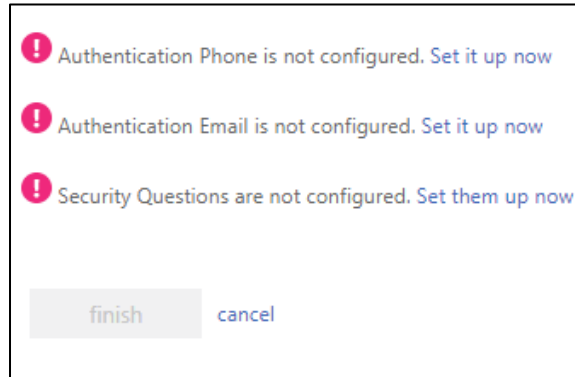 Authentication Phone is not configured. Set it up now
Authentication Email is not configured. Set it up now
Security Questions are not configured. Set them up now
finish cancel